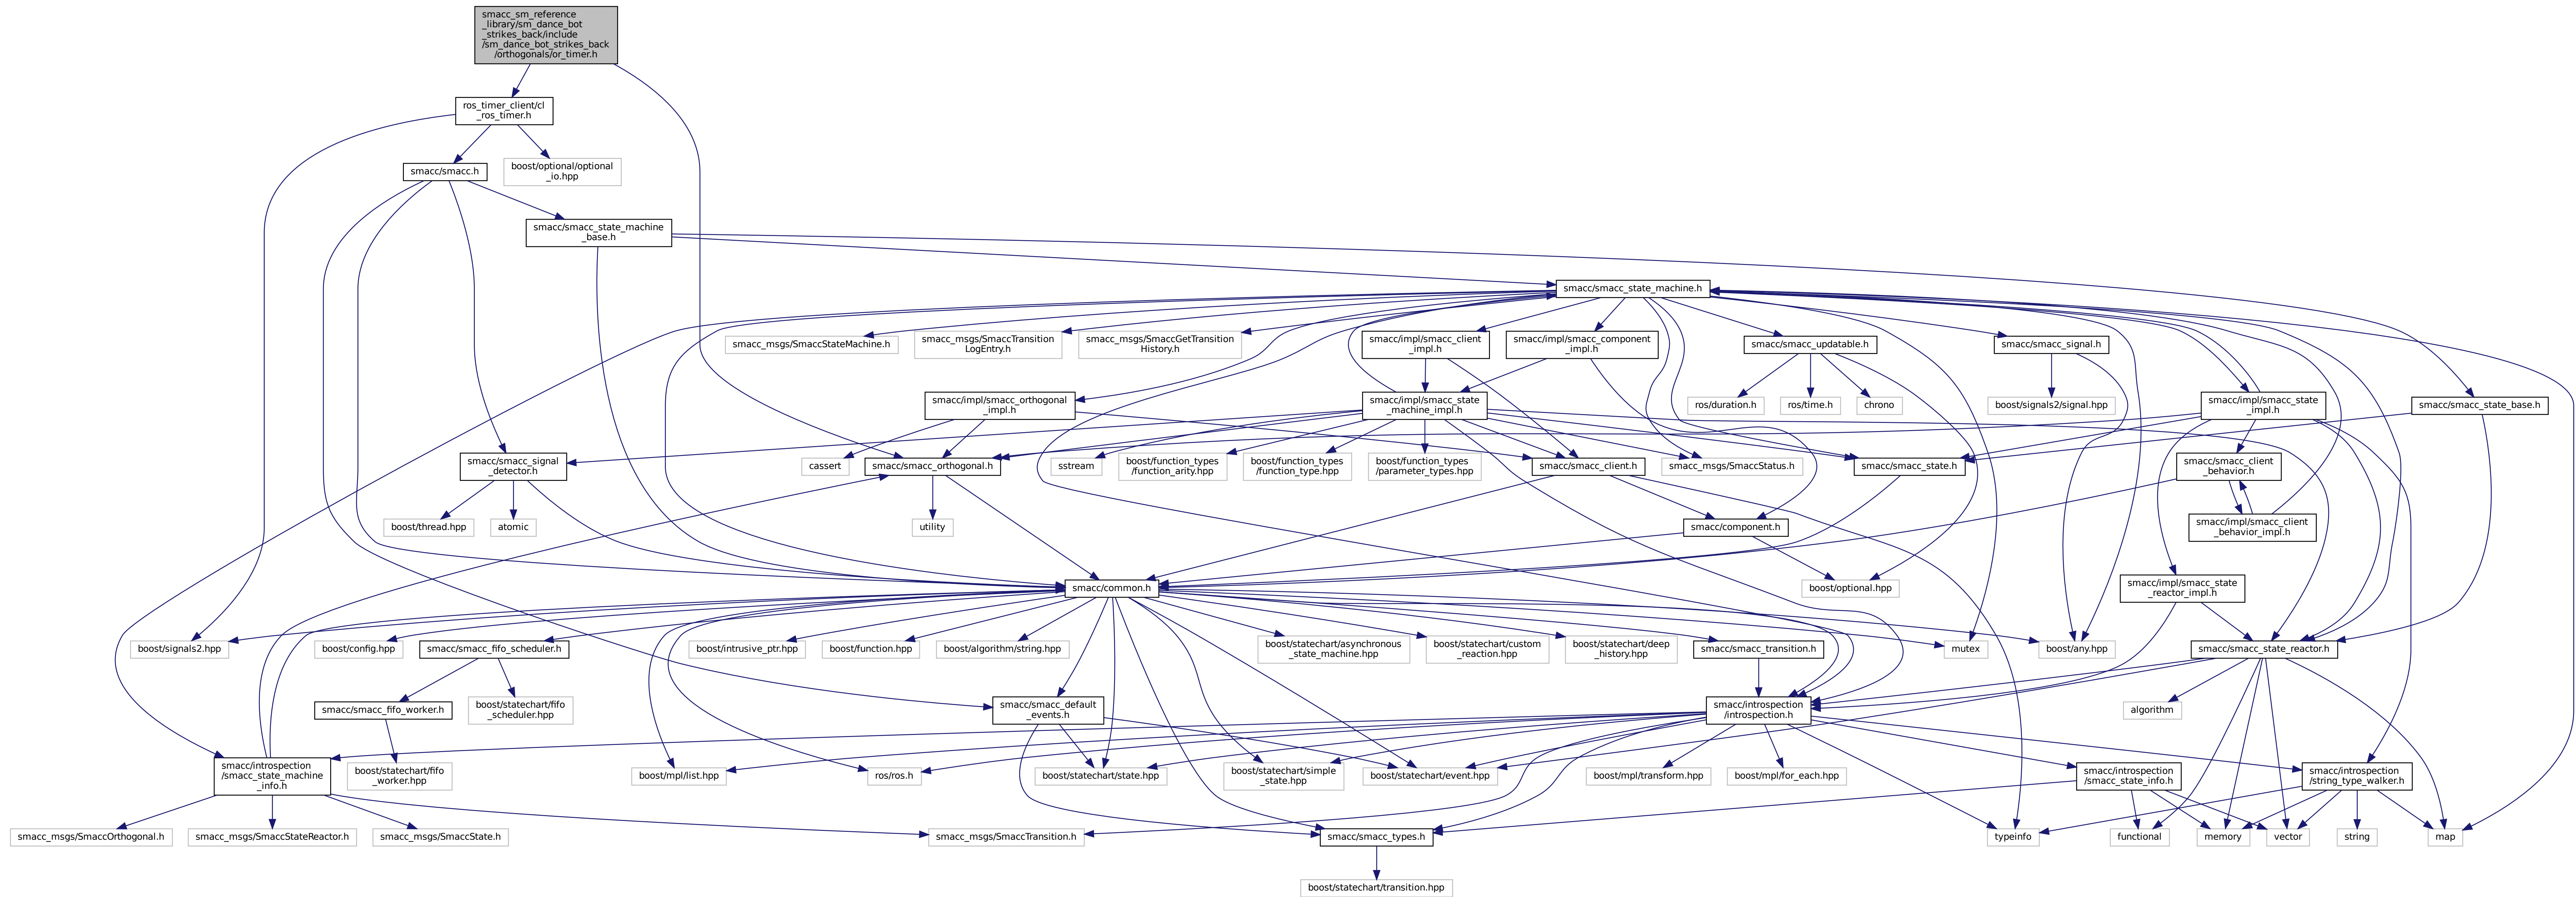 smacc_sm_reference
_library/sm_dance_bot
_strikes_back/include
/sm_dance_bot_strikes_back
/orthogonals/or_timer.h
ros_timer_client/cl
_ros_timer.h
smacc/smacc.h
boost/optional/optional
_io.hpp
smacc/smacc_state_machine
_base.h
smacc/smacc_state_machine.h
smacc_msgs/SmaccStateMachine.h
smacc_msgs/SmaccTransition
LogEntry.h
smacc_msgs/SmaccGetTransition
History.h
smacc/impl/smacc_client
_impl.h
smacc/impl/smacc_component
_impl.h
smacc/smacc_updatable.h
smacc/smacc_signal.h
smacc/impl/smacc_orthogonal
_impl.h
smacc/impl/smacc_state
_machine_impl.h
ros/duration.h
ros/time.h
chrono
boost/signals2/signal.hpp
smacc/impl/smacc_state
_impl.h
smacc/smacc_state_base.h
smacc/smacc_signal
_detector.h
cassert
smacc/smacc_orthogonal.h
sstream
boost/function_types
/function_arity.hpp
boost/function_types
/function_type.hpp
boost/function_types
/parameter_types.hpp
smacc/smacc_client.h
smacc_msgs/SmaccStatus.h
smacc/smacc_state.h
smacc/smacc_client
_behavior.h
boost/thread.hpp
atomic
utility
smacc/component.h
smacc/impl/smacc_client
_behavior_impl.h
smacc/common.h
boost/optional.hpp
smacc/impl/smacc_state
_reactor_impl.h
boost/signals2.hpp
boost/config.hpp
smacc/smacc_fifo_scheduler.h
boost/intrusive_ptr.hpp
boost/function.hpp
boost/algorithm/string.hpp
boost/statechart/asynchronous
_state_machine.hpp
boost/statechart/custom
_reaction.hpp
boost/statechart/deep
_history.hpp
smacc/smacc_transition.h
mutex
boost/any.hpp
smacc/smacc_state_reactor.h
smacc/smacc_fifo_worker.h
boost/statechart/fifo
_scheduler.hpp
smacc/smacc_default
_events.h
smacc/introspection
/introspection.h
algorithm
smacc/introspection
/smacc_state_machine
_info.h
boost/statechart/fifo
_worker.hpp
boost/mpl/list.hpp
ros/ros.h
boost/statechart/state.hpp
boost/statechart/simple
_state.hpp
boost/statechart/event.hpp
boost/mpl/transform.hpp
boost/mpl/for_each.hpp
smacc/introspection
/smacc_state_info.h
smacc/introspection
/string_type_walker.h
smacc_msgs/SmaccOrthogonal.h
smacc_msgs/SmaccStateReactor.h
smacc_msgs/SmaccState.h
smacc_msgs/SmaccTransition.h
smacc/smacc_types.h
typeinfo
functional
memory
vector
string
map
boost/statechart/transition.hpp